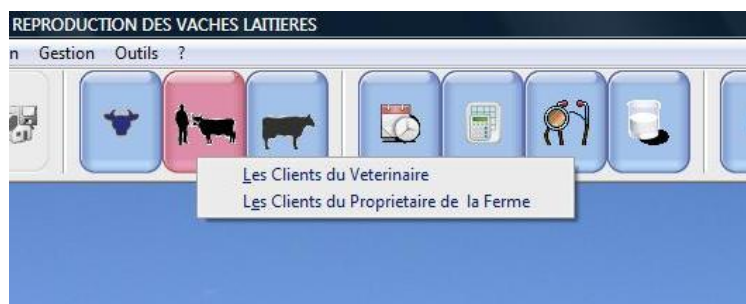 REPRODUCTION DES VACHES LAITIERES
n Gestion Outils ?
Les Clients du Veterinaire
Les Clients du Proprietaire de la Ferme